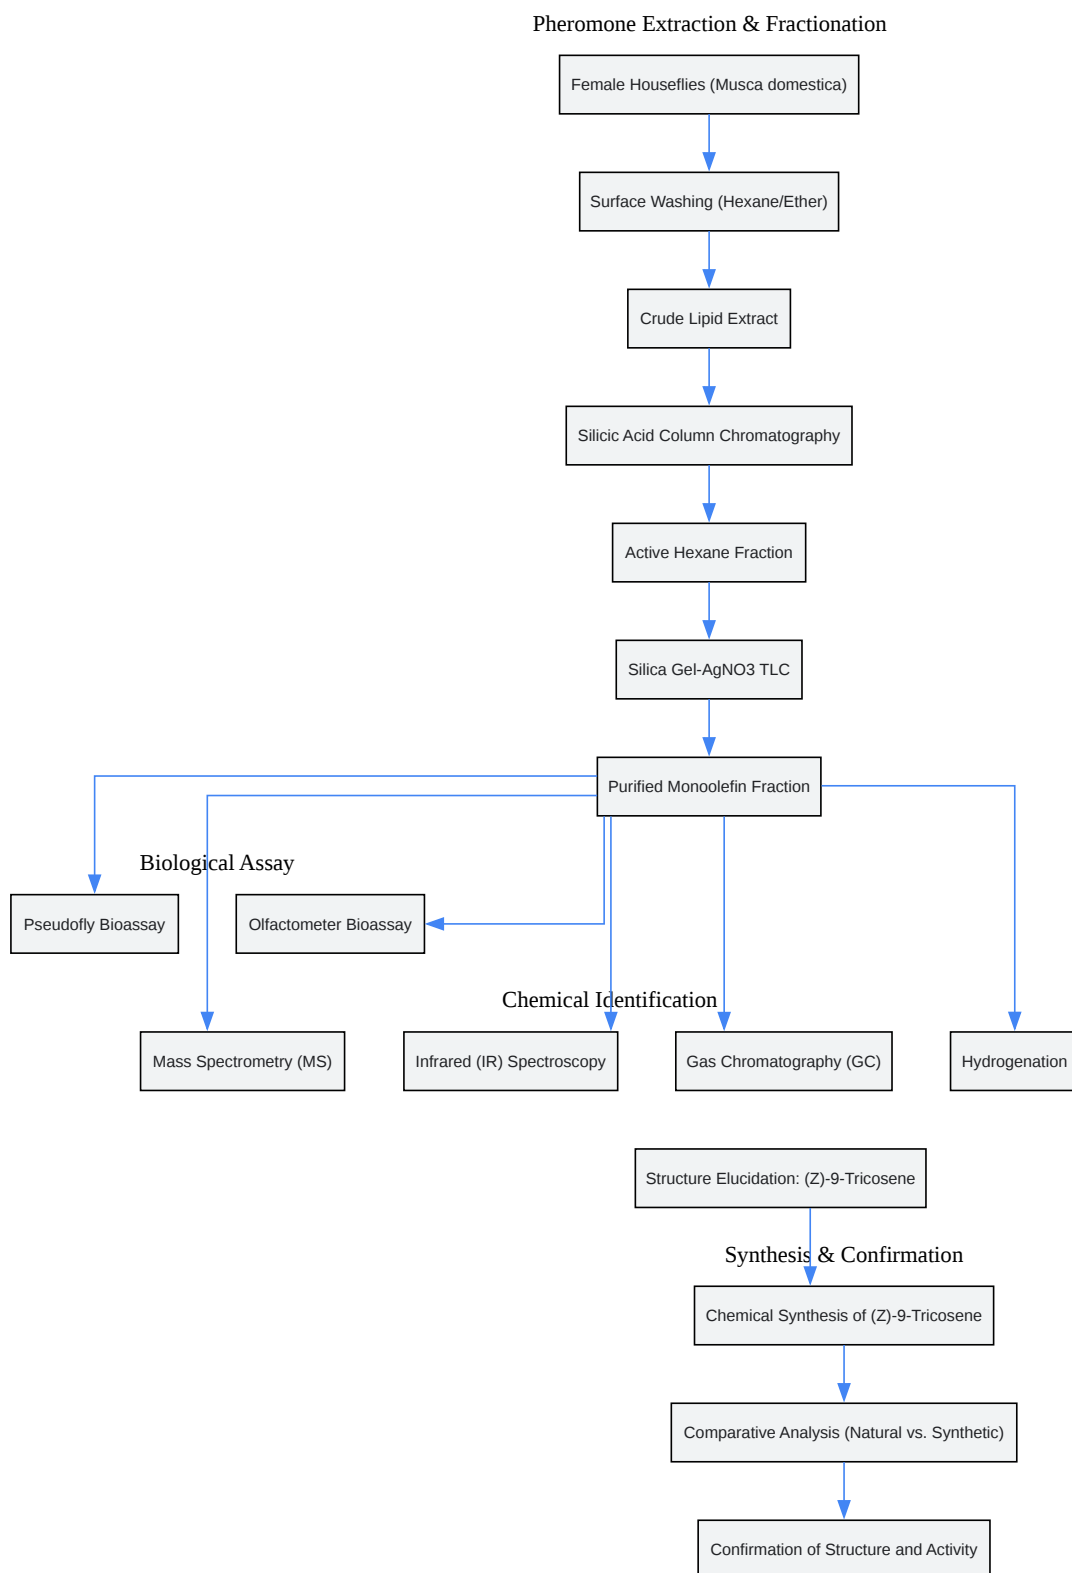 Pheromone Extraction & Fractionation
Female Houseflies (Musca domestica)
Surface Washing (Hexane/Ether)
Crude Lipid Extract
Silicic Acid Column Chromatography
Active Hexane Fraction
Silica Gel-AgNO3 TLC
Purified Monoolefin Fraction
Biological Assay
Pseudofly Bioassay
Olfactometer Bioassay
Chemical Identification
Mass Spectrometry (MS)
Infrared (IR) Spectroscopy
Gas Chromatography (GC)
Hydrogenation
Structure Elucidation: (Z)-9-Tricosene
Synthesis & Confirmation
Chemical Synthesis of (Z)-9-Tricosene
Comparative Analysis (Natural vs. Synthetic)
Confirmation of Structure and Activity